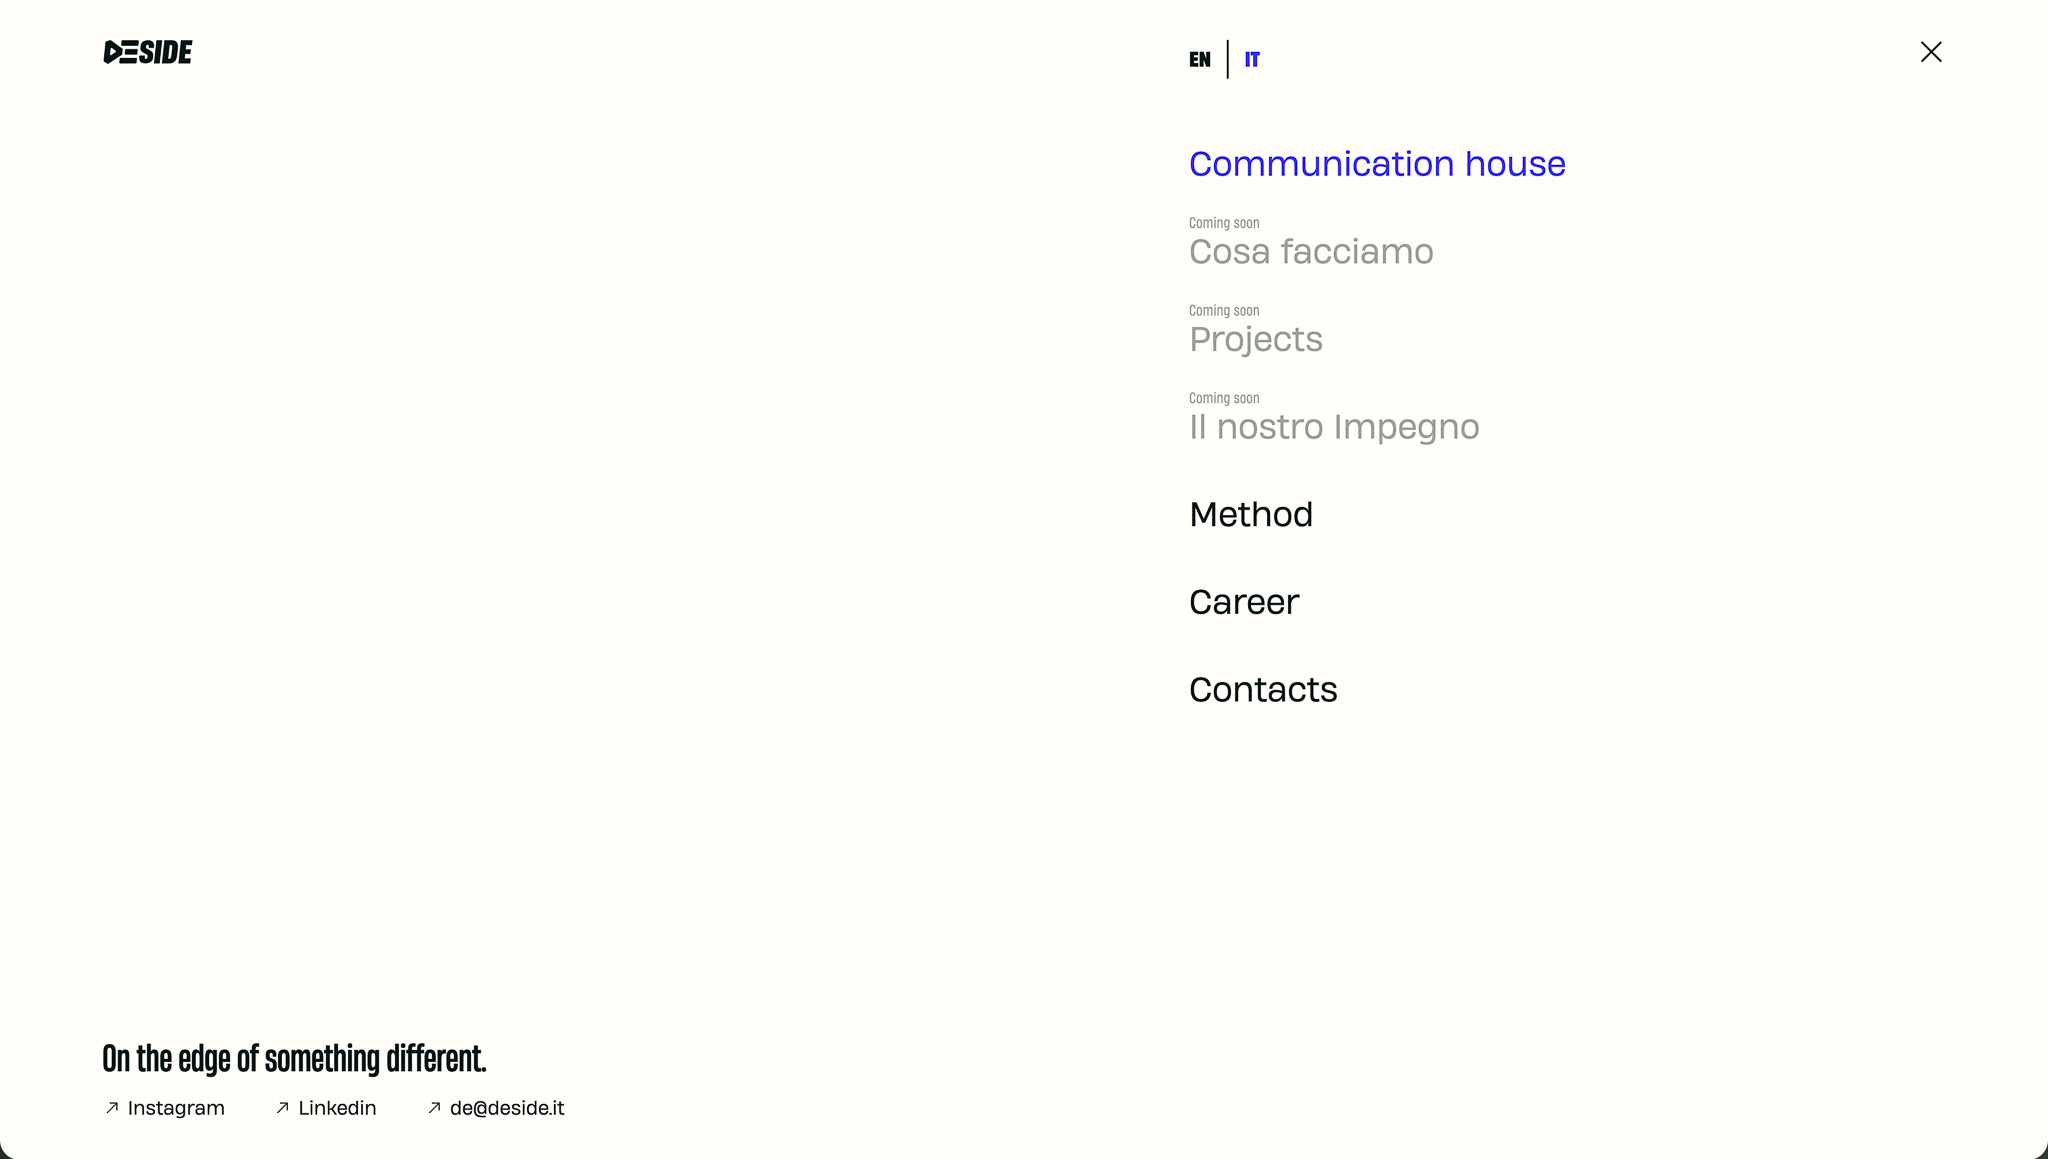 DESIDE
EN | IT
Communication house
Coming soon
Cosa facciamo
Coming soon
Projects
Coming soon
Il nostro Impegno
Method
Career
Contacts
On the edge of something different.
Instagram
Linkedin
de@deside.it